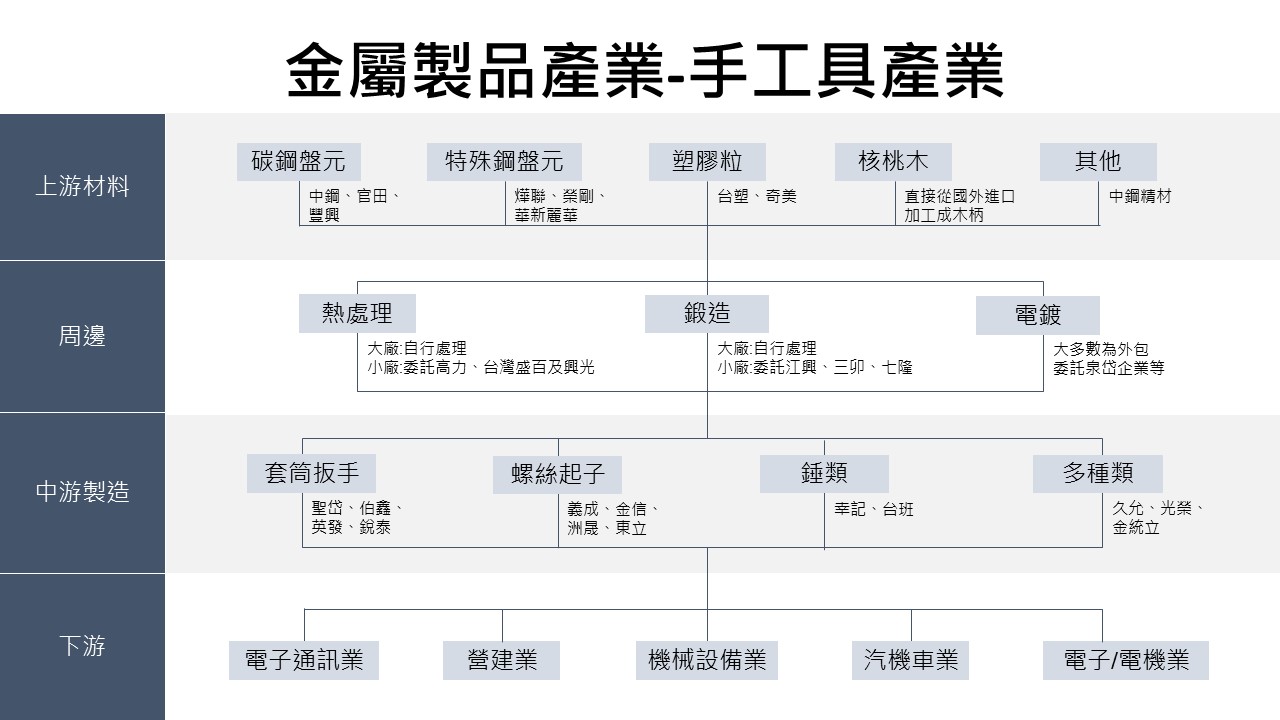 金屬製品產業-手工具產業
上游材料
碳鋼盤元
中鋼、官田、
豐興
特殊鋼盤元
燁聯、榮剛、
華新麗華
塑膠粒
台塑、奇美
核桃木
直接從國外進口
加工成木柄
其他
中鋼精材
周邊
熱處理
大廠:自行處理
小廠:委託高力、台灣盛百及興光
鍛造
大廠:自行處理
小廠:委託江興、三卯、七隆
電鍍
大多數為外包
委託泉岱企業等
中游製造
套筒扳手
聖岱、伯鑫、
英發、銳泰
螺絲起子
義成、金信、
洲晟、東立
錘類
幸記、台班
多種類
久允、光榮、
金統立
下游
電子通訊業
營建業
機械設備業
汽機車業
電子/電機業